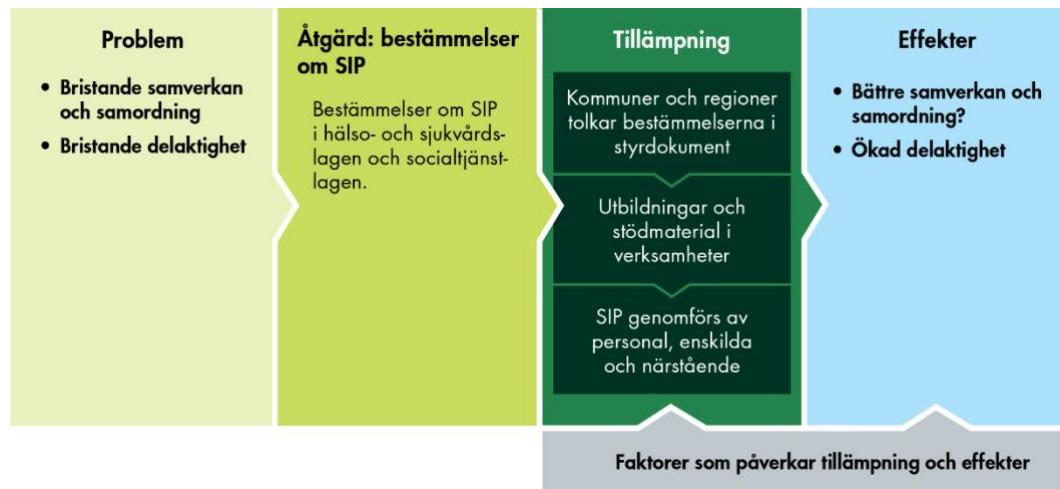 Problem
• Bristande samverkan
och samordning
• Bristande delaktighet
Åtgärd: bestämmelser
om SIP
Bestämmelser om SIP
i hälso- och sjukvårds-
lagen och socialtjänst-
lagen.
Tillämpning
Kommuner och regioner
tolkar bestämmelserna i
styrdokument
Utbildningar och
stödmaterial i
verksamheter
SIP genomförs av
personal, enskilda
och närstående
Effekter
• Bättre samverkan och
samordning?
• Ökad delaktighet
Faktorer som påverkar tillämpning och effekter